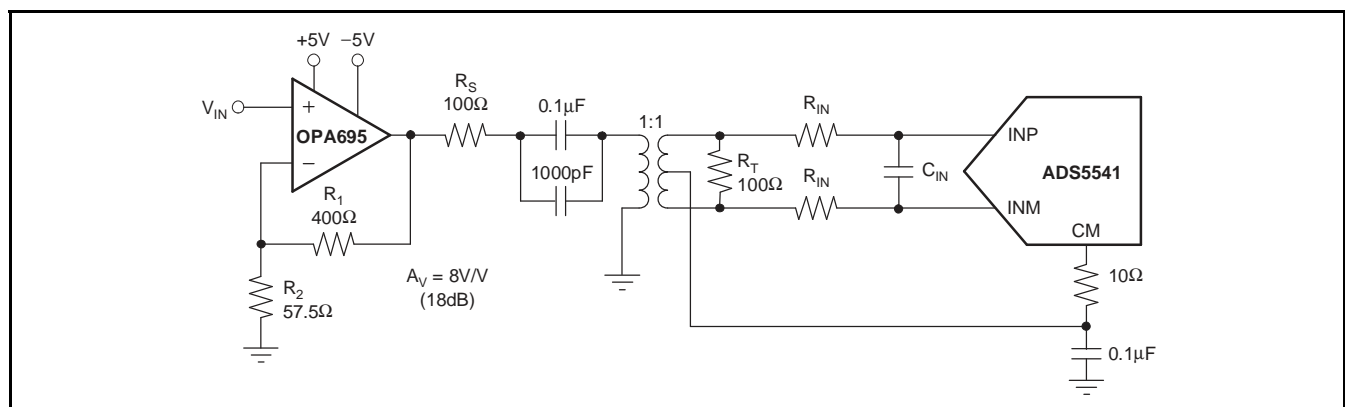 +5V −5V
V_IN
+
OPA695
−
R_S
100Ω
0.1µF
1000pF
1:1
R_T
100Ω
R_IN
R_IN
C_IN
INP
ADS5541
INM
CM
10Ω
0.1µF
R_1
400Ω
R_2
57.5Ω
A_V = 8V/V
(18dB)